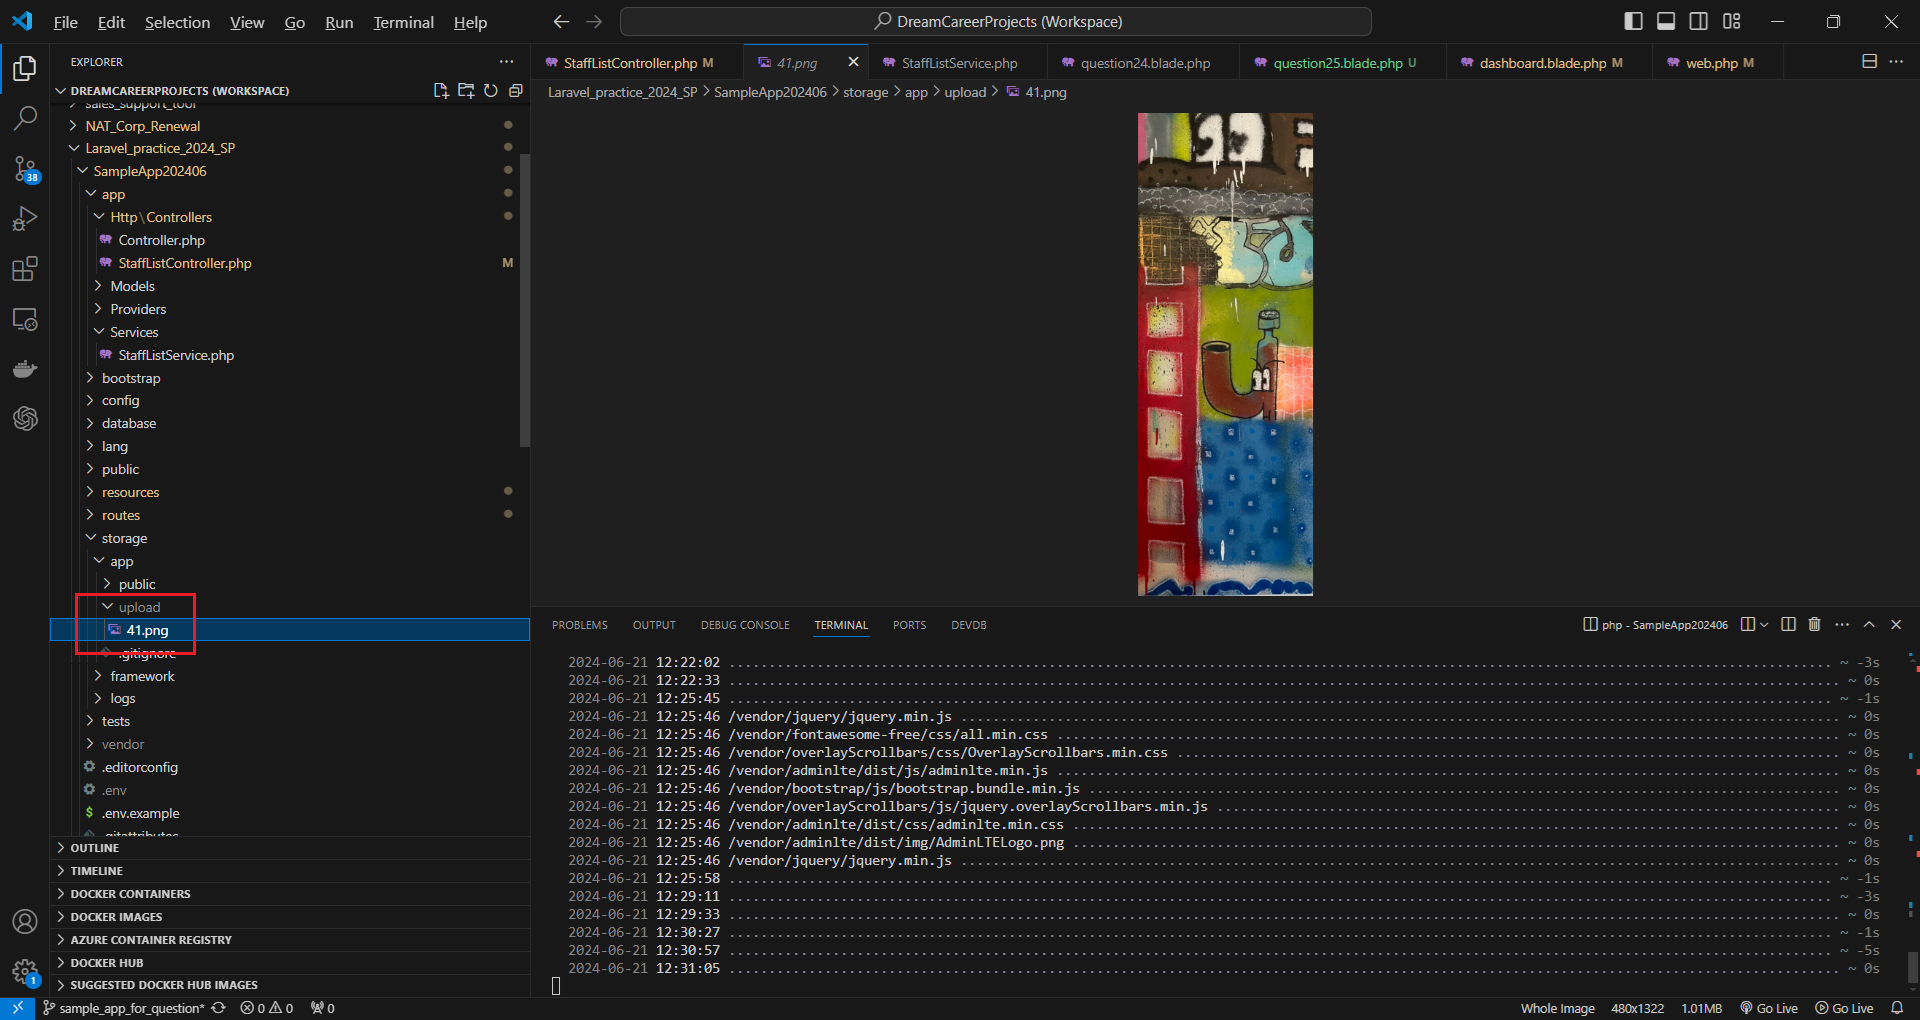 File Edit Selection View Go Run Terminal Help
DreamCareerProjects (Workspace)
EXPLORER
DREAMCAREERPROJECTS (WORKSPACE)
sales_support_tool
NAT_Corp_Renewal
Laravel_practice_2024_SP
SampleApp202406
app
Http\Controllers
Controller.php
StaffListController.php M
Models
Providers
Services
StaffListService.php
bootstrap
config
database
lang
public
resources
routes
storage
app
public
upload
41.png
.gitignore
framework
logs
tests
vendor
.editorconfig
.env
.env.example
.gitattributes
OUTLINE
TIMELINE
DOCKER CONTAINERS
DOCKER IMAGES
AZURE CONTAINER REGISTRY
DOCKER HUB
SUGGESTED DOCKER HUB IMAGES
38
1
StaffListController.php M 41.png StaffListService.php question24.blade.php question25.blade.php U dashboard.blade.php M web.php M
Laravel_practice_2024_SP > SampleApp202406 > storage > app > upload > 41.png
PROBLEMS OUTPUT DEBUG CONSOLE TERMINAL PORTS DEVDB
php - SampleApp202406
2024-06-21 12:22:02 ~ -3s
2024-06-21 12:22:33 ~ 0s
2024-06-21 12:25:45 ~ -1s
2024-06-21 12:25:46 /vendor/jquery/jquery.min.js ~ 0s
2024-06-21 12:25:46 /vendor/fontawesome-free/css/all.min.css ~ 0s
2024-06-21 12:25:46 /vendor/overlayScrollbars/css/OverlayScrollbars.min.css ~ 0s
2024-06-21 12:25:46 /vendor/adminlte/dist/js/adminlte.min.js ~ 0s
2024-06-21 12:25:46 /vendor/bootstrap/js/bootstrap.bundle.min.js ~ 0s
2024-06-21 12:25:46 /vendor/overlayScrollbars/js/jquery.overlayScrollbars.min.js ~ 0s
2024-06-21 12:25:46 /vendor/adminlte/dist/css/adminlte.min.css ~ 0s
2024-06-21 12:25:46 /vendor/adminlte/dist/img/AdminLTELogo.png ~ 0s
2024-06-21 12:25:46 /vendor/jquery/jquery.min.js ~ 0s
2024-06-21 12:25:58 ~ -1s
2024-06-21 12:29:11 ~ -3s
2024-06-21 12:29:33 ~ 0s
2024-06-21 12:30:27 ~ -1s
2024-06-21 12:30:57 ~ -5s
2024-06-21 12:31:05 ~ 0s
sample_app_for_question* 0 0 0
Whole Image 480x1322 1.01MB Go Live Go Live